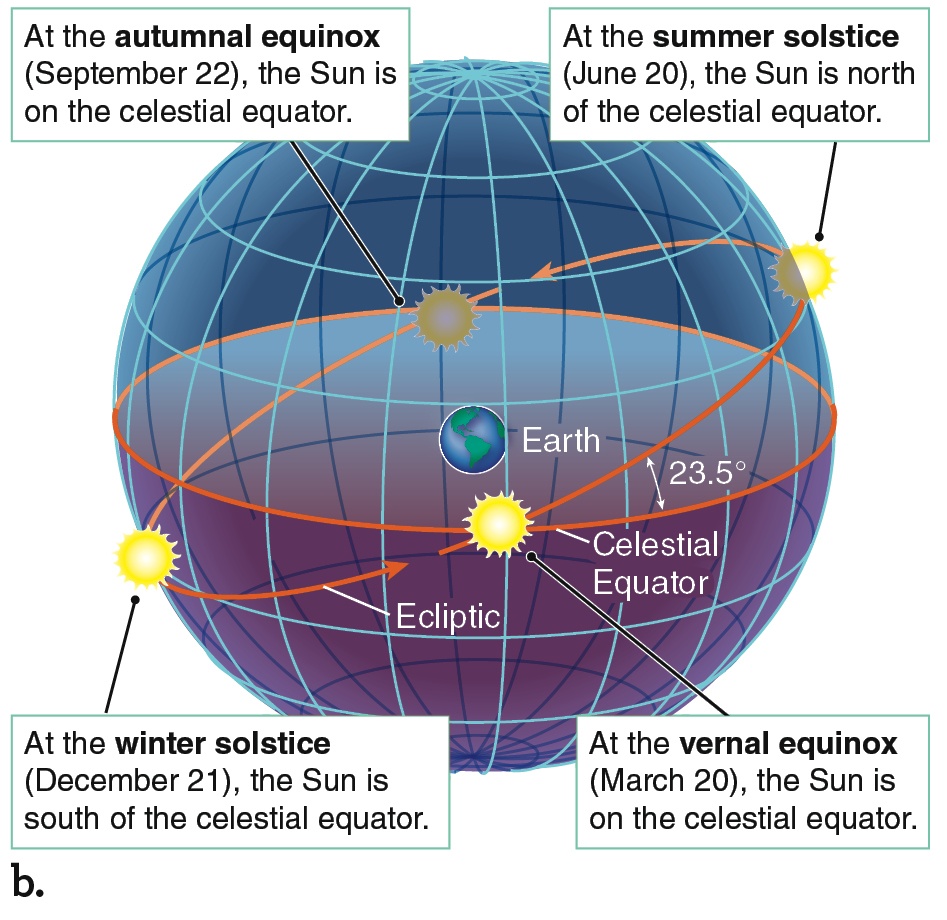 At the autumnal equinox
(September 22), the Sun is
on the celestial equator.
At the summer solstice
(June 20), the Sun is north
of the celestial equator.
Earth
23.5°
Celestial
Equator
Ecliptic
At the winter solstice
(December 21), the Sun is
south of the celestial equator.
At the vernal equinox
(March 20), the Sun is
on the celestial equator.
b.